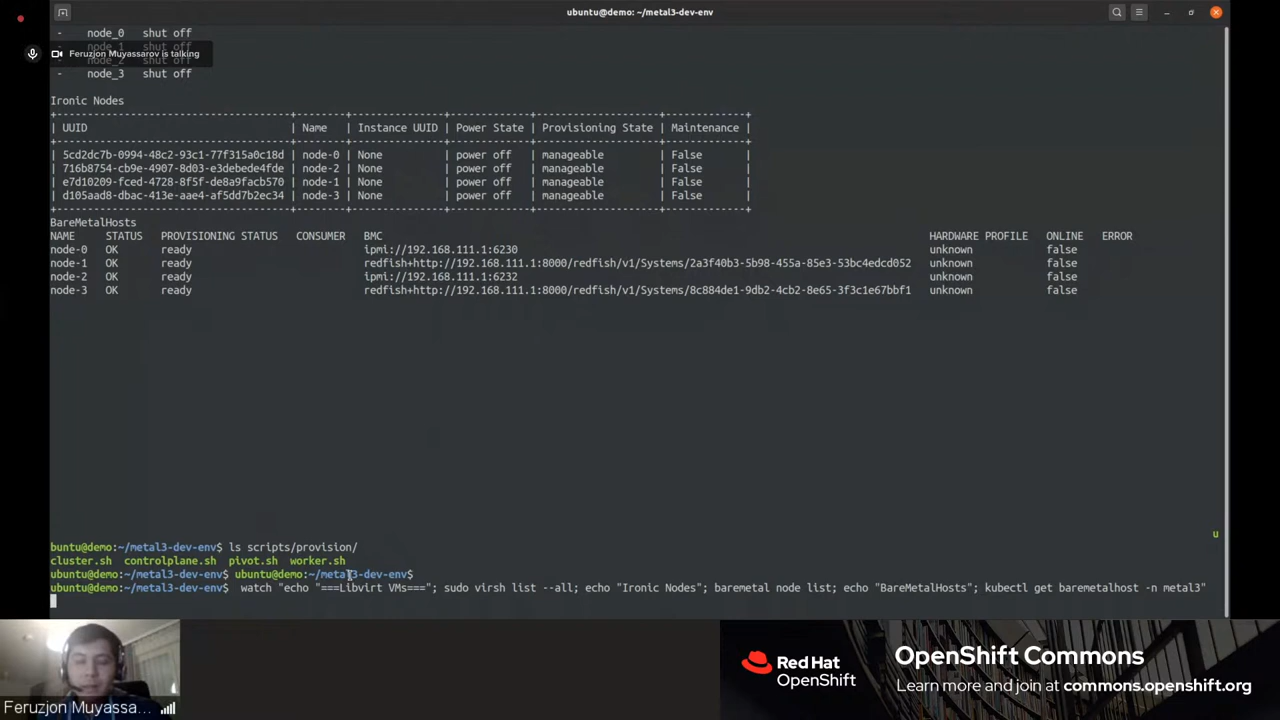 ubuntu@demo: ~/metal3-dev-env
- node_0 shut off
- node_1 shut off
Feruzjon Muyassarov is talking
- node_2 shut off
- node_3 shut off
Ironic Nodes
| UUID | Name | Instance UUID | Power State | Provisioning State | Maintenance |
| 5cd2dc7b-0994-48c2-93c1-77f315a0c18d | node-0 | None | power off | manageable | False |
| 716b8754-cb9e-4907-8d03-e3debede4fde | node-2 | None | power off | manageable | False |
| e7d10209-fced-4728-8f5f-de8a9facb570 | node-1 | None | power off | manageable | False |
| d105aad8-dbac-413e-aae4-af5dd7b2ec34 | node-3 | None | power off | manageable | False |
BareMetalHosts
NAME STATUS PROVISIONING STATUS CONSUMER BMC HARDWARE PROFILE ONLINE ERROR
node-0 OK ready ipmi://192.168.111.1:6230 unknown false
node-1 OK ready redfish+http://192.168.111.1:8000/redfish/v1/Systems/2a3f40b3-5b98-455a-85e3-53bc4edcd052 unknown false
node-2 OK ready ipmi://192.168.111.1:6232 unknown false
node-3 OK ready redfish+http://192.168.111.1:8000/redfish/v1/Systems/8c884de1-9db2-4cb2-8e65-3f3c1e67bbf1 unknown false
u
buntu@demo:~/metal3-dev-env$ ls scripts/provision/
cluster.sh controlplane.sh pivot.sh worker.sh
ubuntu@demo:~/metal3-dev-env$ ubuntu@demo:~/metal3-dev-env$
ubuntu@demo:~/metal3-dev-env$ watch "echo "===Libvirt VMs==="; sudo virsh list --all; echo "Ironic Nodes"; baremetal node list; echo "BareMetalHosts"; kubectl get baremetalhost -n metal3"
Feruzjon Muyassa...
Red Hat
OpenShift
OpenShift Commons
Learn more and join at commons.openshift.org